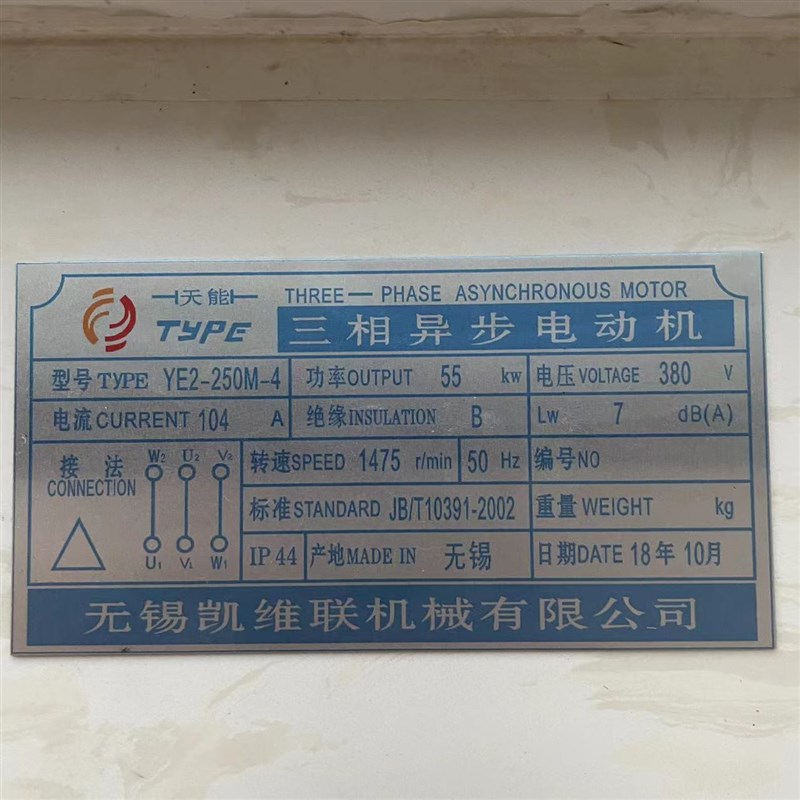 天能 THREE— PHASE ASYNCHRONOUS MOTOR
TYPE 三相异步电动机
型号TYPE YE2-250M-4 功率OUTPUT 55 kw 电压VOLTAGE 380 V
电流CURRENT 104 A 绝缘INSULATION B Lw 7 dB(A)
接法 W2 U2 V2 转速SPEED 1475 r/min 50 Hz 编号NO
CONNECTION
标准STANDARD JB/T10391-2002 重量WEIGHT kg
U1 V1 W1 IP 44 产地MADE IN 无锡 日期DATE 18年10月
无锡凯维联机械有限公司